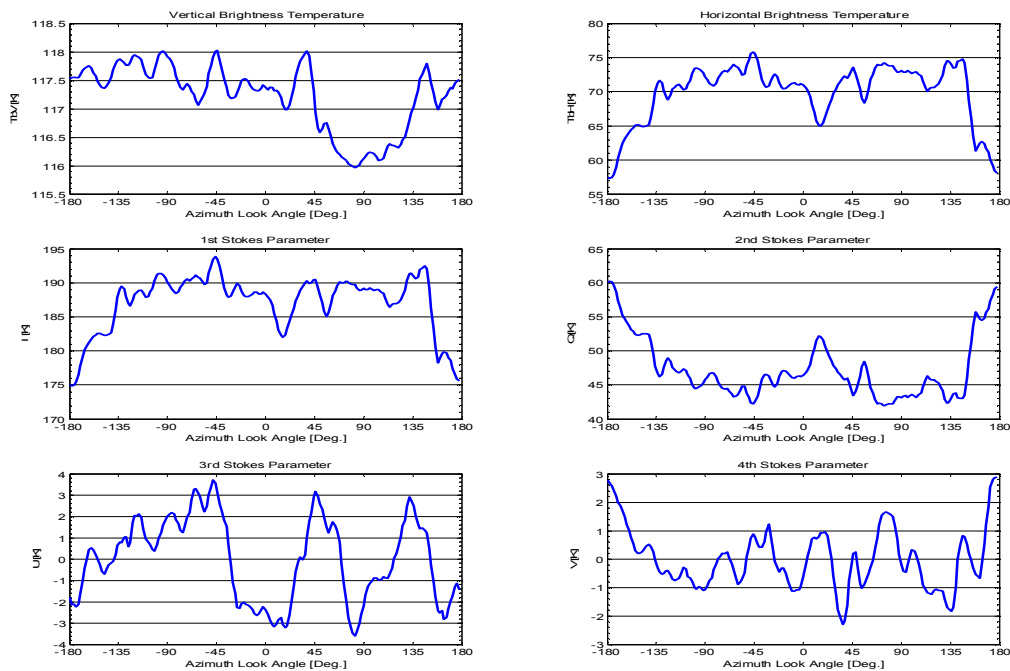 Vertical Brightness Temperature
118.5
118
117.5
117
116.5
116
115.5
TBV[K]
-180 -135 -90 -45 0 45 90 135 180
Azimuth Look Angle [Deg.]
Horizontal Brightness Temperature
80
75
70
65
60
55
TBH[K]
-180 -135 -90 -45 0 45 90 135 180
Azimuth Look Angle [Deg.]
1st Stokes Parameter
195
190
185
180
175
170
I [K]
-180 -135 -90 -45 0 45 90 135 180
Azimuth Look Angle [Deg.]
2nd Stokes Parameter
65
60
55
50
45
40
Q[K]
-180 -135 -90 -45 0 45 90 135 180
Azimuth Look Angle [Deg.]
3rd Stokes Parameter
4
3
2
1
0
-1
-2
-3
-4
U[K]
-180 -135 -90 -45 0 45 90 135 180
Azimuth Look Angle [Deg.]
4th Stokes Parameter
3
2
1
0
-1
-2
-3
V[K]
-180 -135 -90 -45 0 45 90 135 180
Azimuth Look Angle [Deg.]